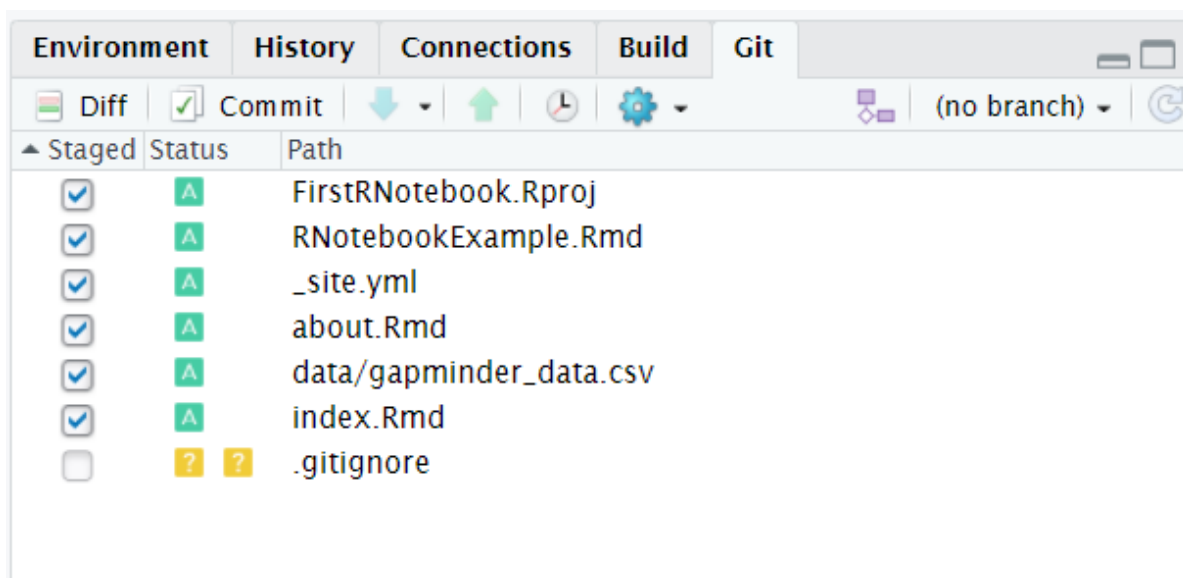 Environment History Connections Build Git
Diff Commit (no branch)
Staged Status Path
A FirstRNotebook.Rproj
A RNotebookExample.Rmd
A _site.yml
A about.Rmd
A data/gapminder_data.csv
A index.Rmd
? ? .gitignore